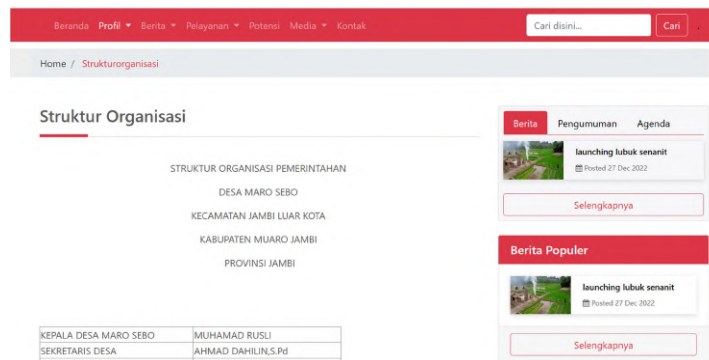 Beranda Profil Berita Pelayanan Potensi Media Kontak
Cari disini... Cari
Home / Strukturorganisasi
Struktur Organisasi
STRUKTUR ORGANISASI PEMERINTAHAN
DESA MARO SEBO
KECAMATAN JAMBI LUAR KOTA
KABUPATEN MUARO JAMBI
PROVINSI JAMBI
KEPALA DESA MARO SEBO MUHAMAD RUSLI
SEKRETARIS DESA AHMAD DAHILIN,S.Pd
Berita Pengumuman Agenda
launching lubuk senanit
Posted 27 Dec 2022
Selengkapnya
Berita Populer
launching lubuk senanit
Posted 27 Dec 2022
Selengkapnya